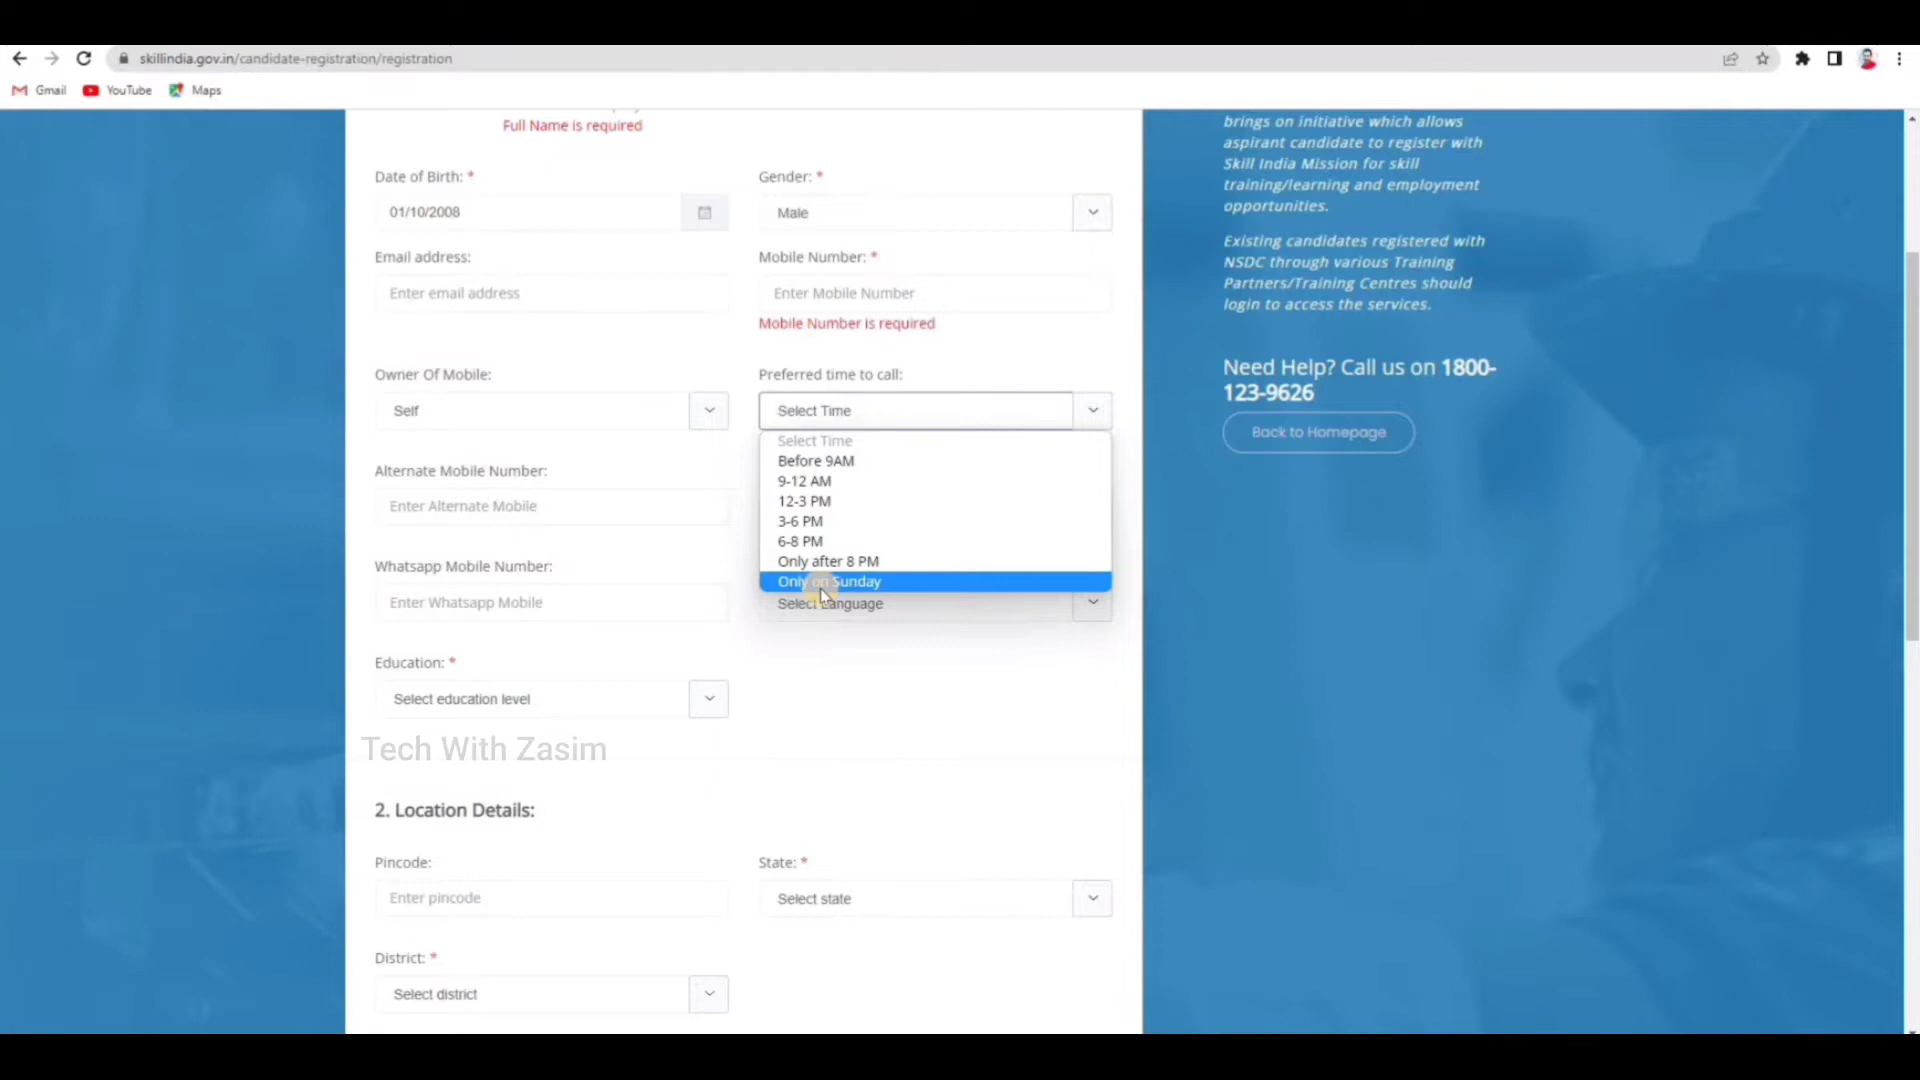 skillindia.gov.in/candidate-registration/registration
Gmail
YouTube
Maps
Full Name is required
Date of Birth: *
Gender: *
01/10/2008
Male
Email address:
Mobile Number: *
Enter email address
Enter Mobile Number
Mobile Number is required
Owner Of Mobile:
Preferred time to call:
Self
Select Time
Select Time
Before 9AM
9-12 AM
12-3 PM
3-6 PM
6-8 PM
Only after 8 PM
Only on Sunday
Alternate Mobile Number:
Enter Alternate Mobile
Whatsapp Mobile Number:
Enter Whatsapp Mobile
Select Language
Education: *
Select education level
Tech With Zasim
2. Location Details:
Pincode:
State: *
Enter pincode
Select state
District: *
Select district
brings on initiative which allows
aspirant candidate to register with
Skill India Mission for skill
training/learning and employment
opportunities.
Existing candidates registered with
NSDC through various Training
Partners/Training Centres should
login to access the services.
Need Help? Call us on 1800-
123-9626
Back to Homepage